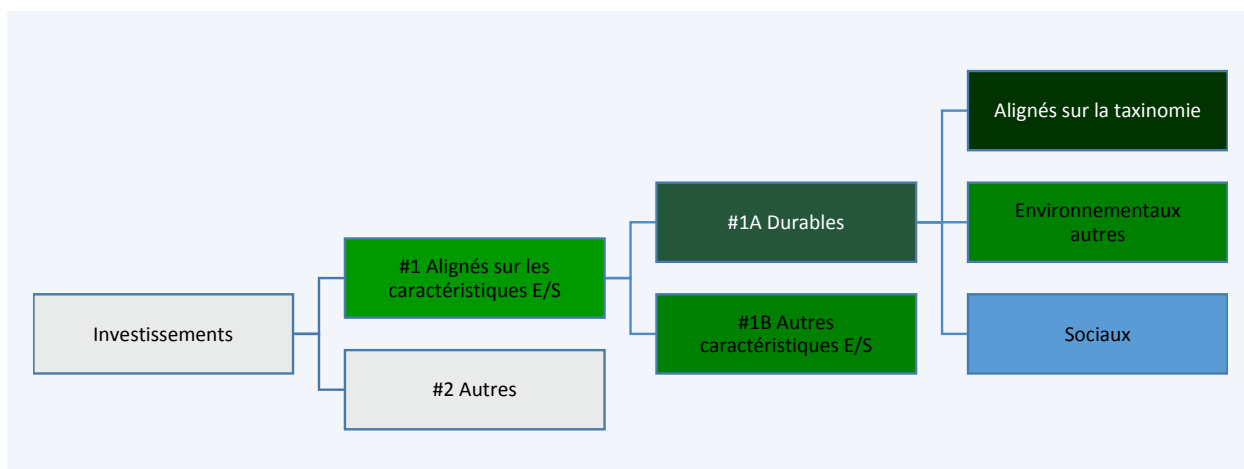 Investissements
#1 Alignés sur les
caractéristiques E/S
#2 Autres
#1A Durables
#1B Autres
caractéristiques E/S
Alignés sur la taxinomie
Environnementaux
autres
Sociaux